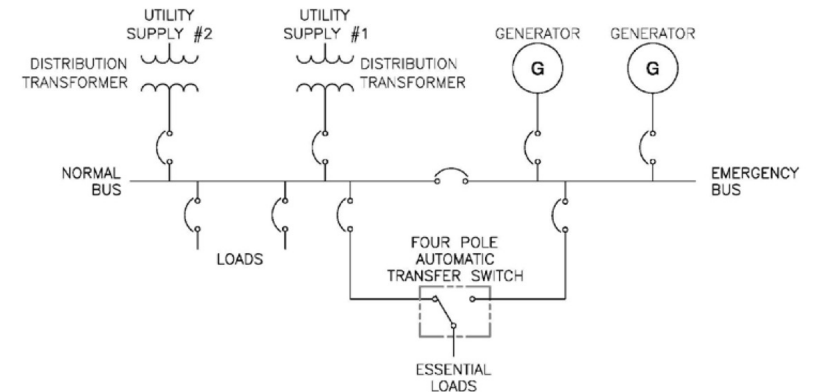 UTILITY
SUPPLY #2
UTILITY
SUPPLY #1
GENERATOR
GENERATOR
DISTRIBUTION
TRANSFORMER
DISTRIBUTION
TRANSFORMER
G
G
NORMAL
BUS
EMERGENCY
BUS
LOADS
FOUR POLE
AUTOMATIC
TRANSFER SWITCH
ESSENTIAL
LOADS